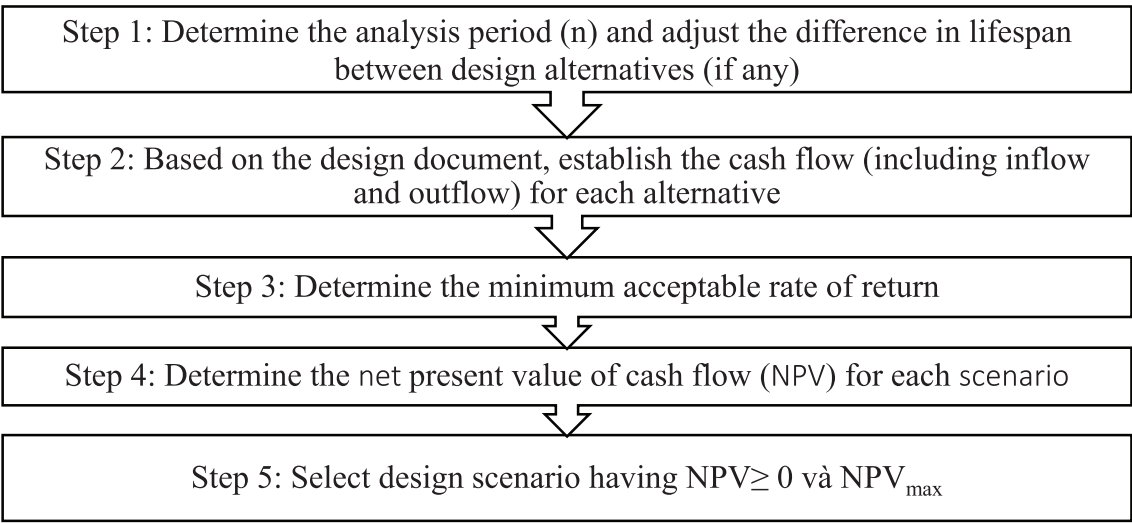 Step 1: Determine the analysis period (n) and adjust the difference in lifespan
between design alternatives (if any)
Step 2: Based on the design document, establish the cash flow (including inflow
and outflow) for each alternative
Step 3: Determine the minimum acceptable rate of return
Step 4: Determine the net present value of cash flow (NPV) for each scenario
Step 5: Select design scenario having NPV≥ 0 và NPVmax